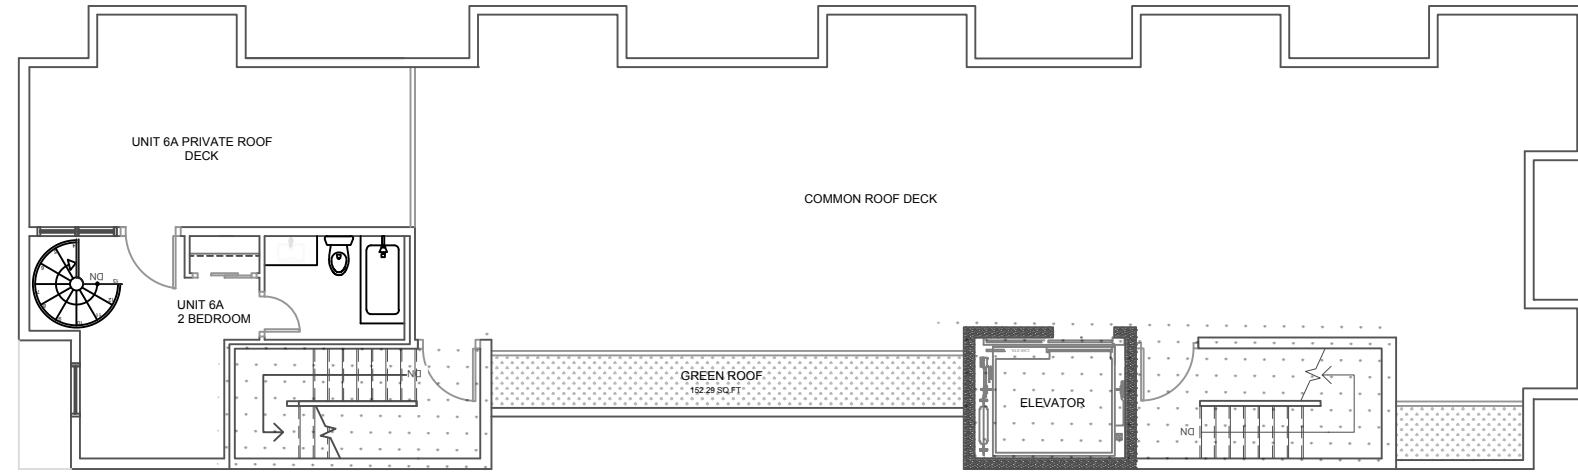 UNIT 6A PRIVATE ROOF
DECK
COMMON ROOF DECK
DN
UNIT 6A
2 BEDROOM
DN
GREEN ROOF
152.29 SQ.FT
ELEVATOR
DN